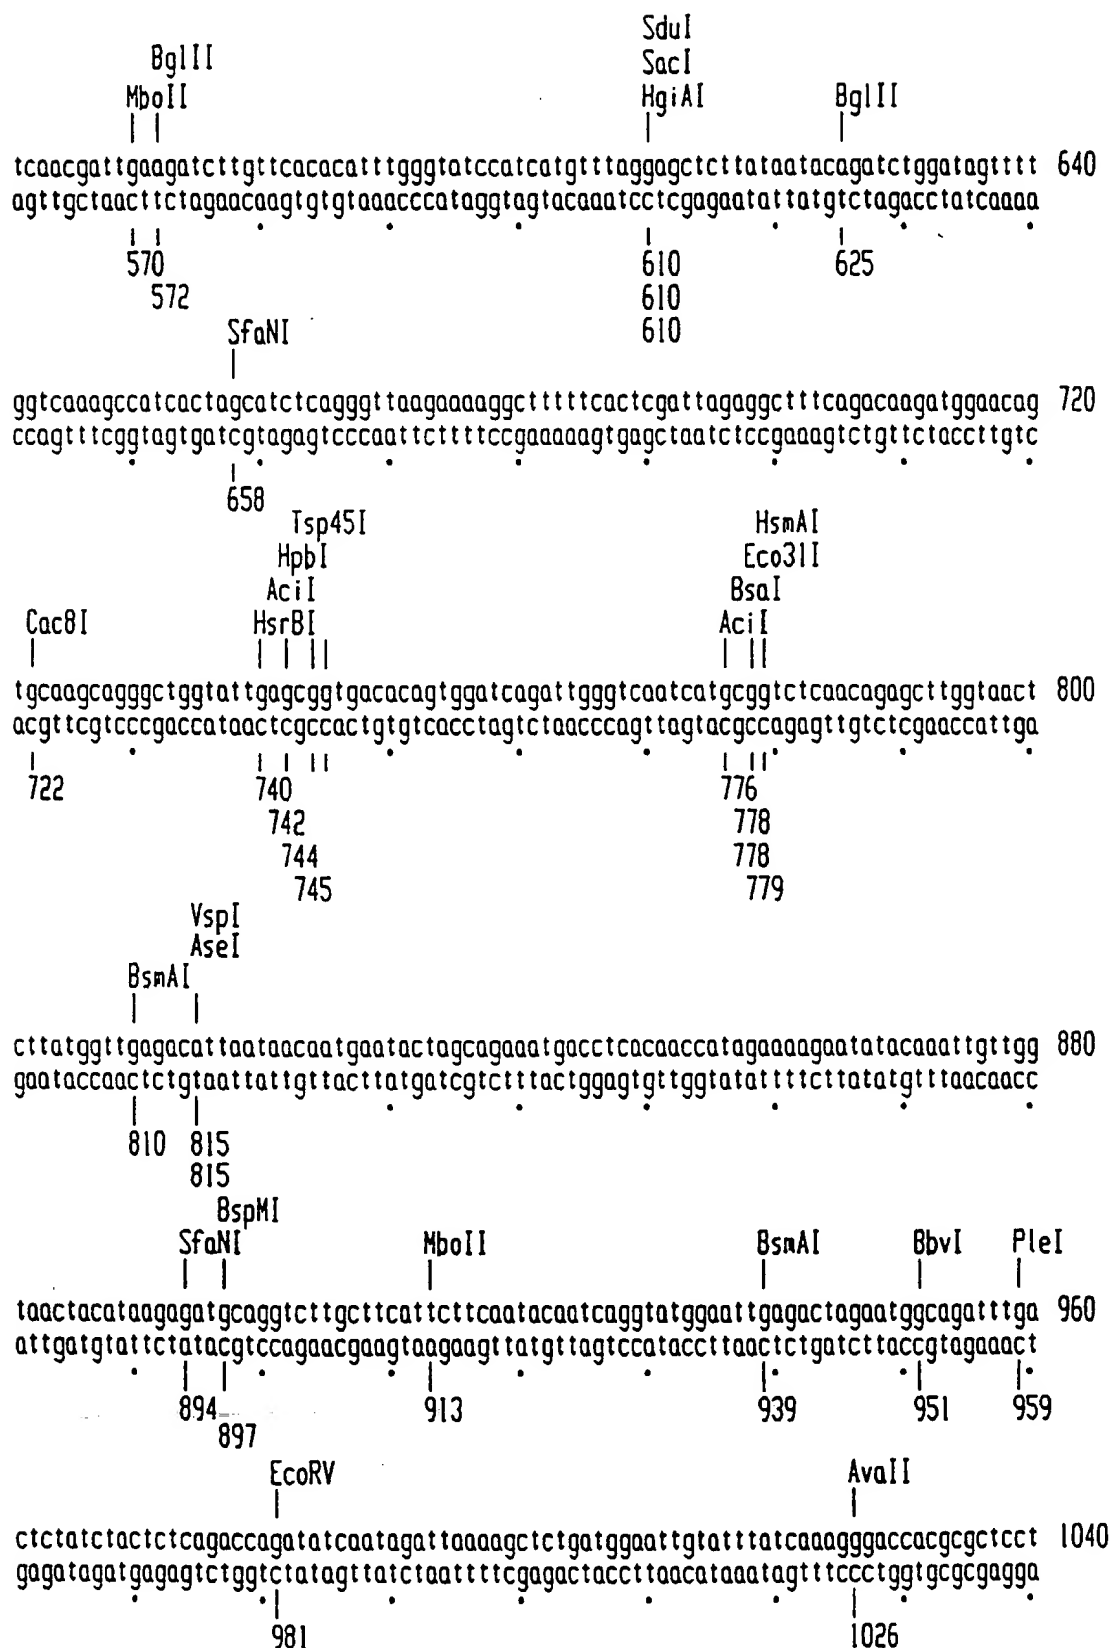 SduI
BglII SacI
MboII HgiAI BglII
tcaacgattgaagatcttgttcacacatttgggtatccatcatgtttaggagctcttataatacagatctggatagtttt 640
agttgctaacttctagaacaagtgtgtaaacccataggtagtacaaatcctcgagaatattatgtctagacctatcaaaa
570 610 625
572 610
610
SfaNI
ggtcaaagccatcactagcatctcagggttaagaaaaggctttttcactcgattagaggctttcagacaagatggaacag 720
ccagtttcggtagtgatcgtagagtcccaattcttttccgaaaaagtgagctaatctccgaaagtctgttctaccttgtc
658
Tsp45I HsmAI
HpbI Eco31I
AciI BsaI
Cac8I HsrBI AciI
tgcaagcagggctggtattgagcggtgacacagtggatcagattgggtcaatcatgcggtctcaacagagcttggtaact 800
acgttcgtcccgaccataactcgccactgtgtcacctagtctaacccagttagtacgccagagttgtctcgaaccattga
722 740 776
742 778
744 778
745 779
VspI
AseI
BsmAI
cttatggttgagacattaataacaatgaatactagcagaaatgacctcacaaccatagaaaagaatatacaaattgttgg 880
gaataccaactctgtaattattgttacttatgatcgtctttactggagtgttggtatattttcttatatgtttaacaacc
810 815
815
BspMI
SfaNI MboII BsmAI BbvI PleI
taactacataagagatgcaggtcttgcttcattcttcaatacaatcaggtatggaattgagactagaatggcagatttga 960
attgatgtattctatacgtccagaacgaagtaagaagttatgttagtccataccttaactctgatcttaccgtagaaact
894 913 939 951 959
897
EcoRV AvaII
ctctatctactctcagaccagatatcaatagattaaaagctctgatggaattgtatttatcaaagggaccacgcgctcct 1040
gagatagatgagagtctggtctatagttatctaattttcgagactaccttaacataaatagtttccctggtgcgcgagga
981 1026